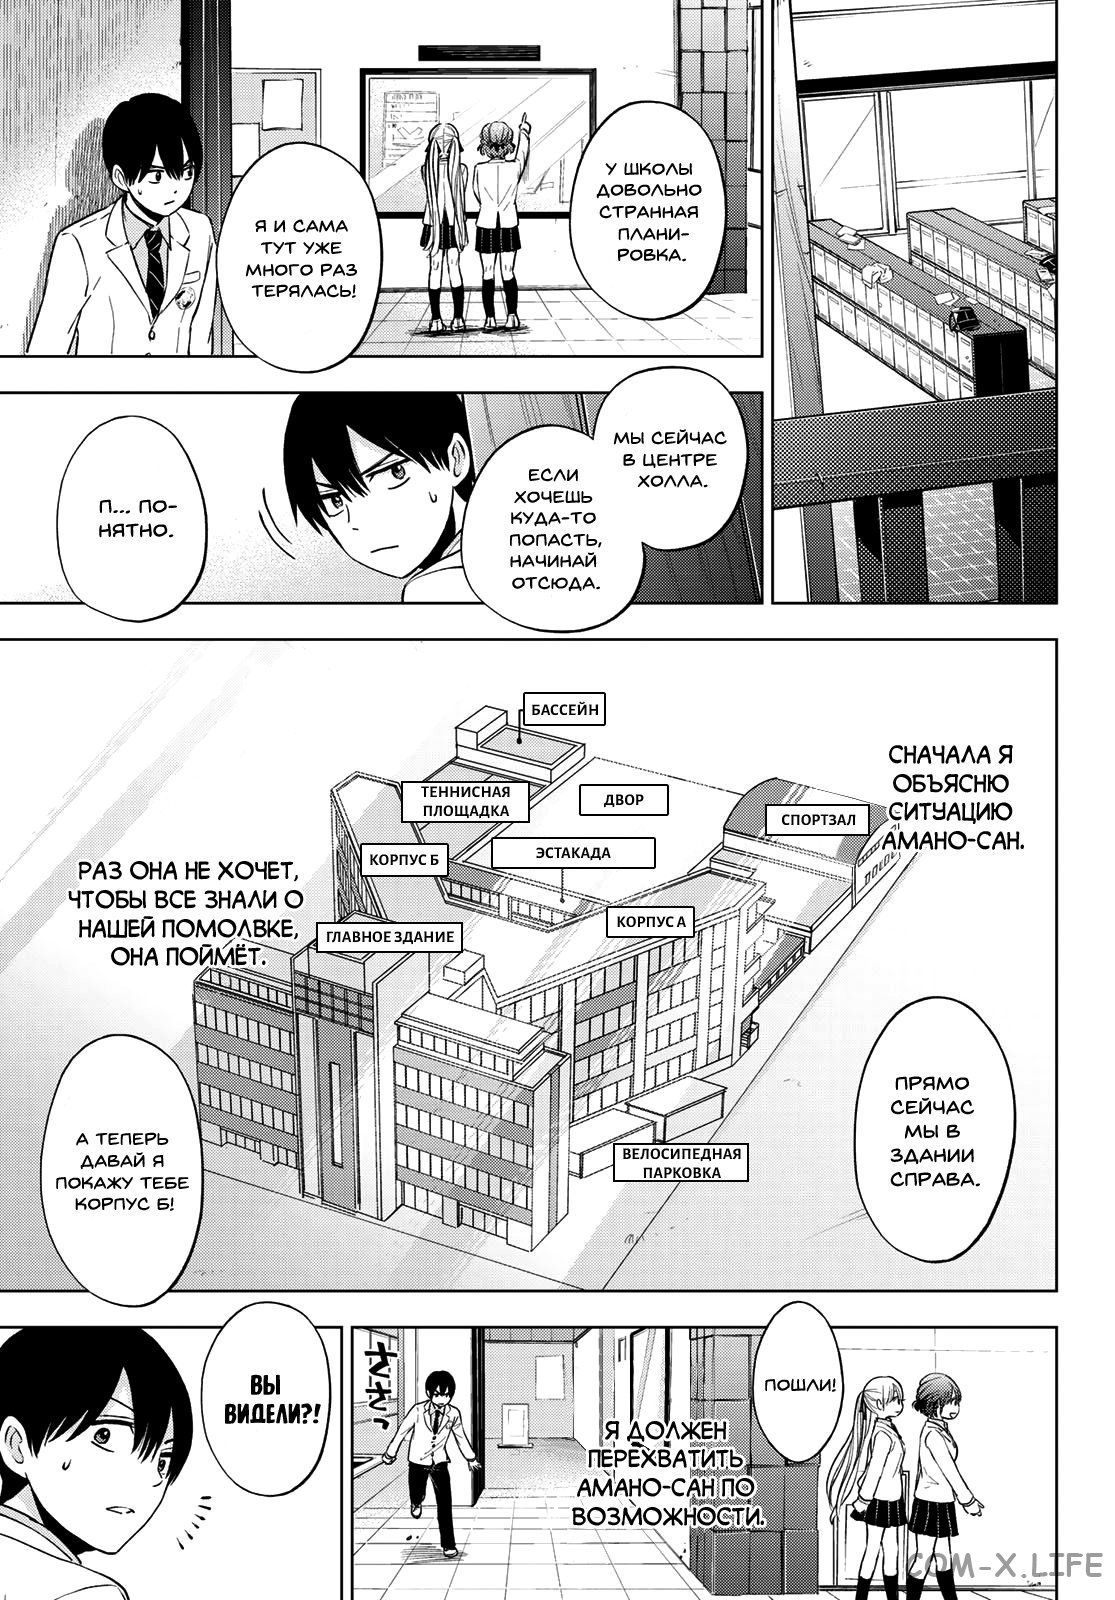 У ШКОЛЫ
ДОВОЛЬНО
СТРАННАЯ
ПЛАНИ-
РОВКА.
Я И САМА
ТУТ УЖЕ
МНОГО РАЗ
ТЕРЯЛАСЬ!
МЫ СЕЙЧАС
В ЦЕНТРЕ
ХОЛЛА.
ЕСЛИ
ХОЧЕШЬ
КУДА-ТО
ПОПАСТЬ,
НАЧИНАЙ
ОТСЮДА.
П... ПО-
НЯТНО.
БАССЕЙН
ТЕННИСНАЯ
ПЛОЩАДКА
ДВОР
СПОРТЗАЛ
КОРПУС Б
ЭСТАКАДА
КОРПУС А
ГЛАВНОЕ ЗДАНИЕ
ВЕЛОСИПЕДНАЯ
ПАРКОВКА
СНАЧАЛА Я
ОБЪЯСНЮ
СИТУАЦИЮ
АМАНО-САН.
РАЗ ОНА НЕ ХОЧЕТ,
ЧТОБЫ ВСЕ ЗНАЛИ О
НАШЕЙ ПОМОЛВКЕ,
ОНА ПОЙМЁТ.
ПРЯМО
СЕЙЧАС
МЫ В
ЗДАНИИ
СПРАВА.
А ТЕПЕРЬ
ДАВАЙ Я
ПОКАЖУ ТЕБЕ
КОРПУС Б!
ПОШЛИ!
Я ДОЛЖЕН
ПЕРЕХВАТИТЬ
АМАНО-САН ПО
ВОЗМОЖНОСТИ.
ВЫ
ВИДЕЛИ?!
COM-X.LIFE